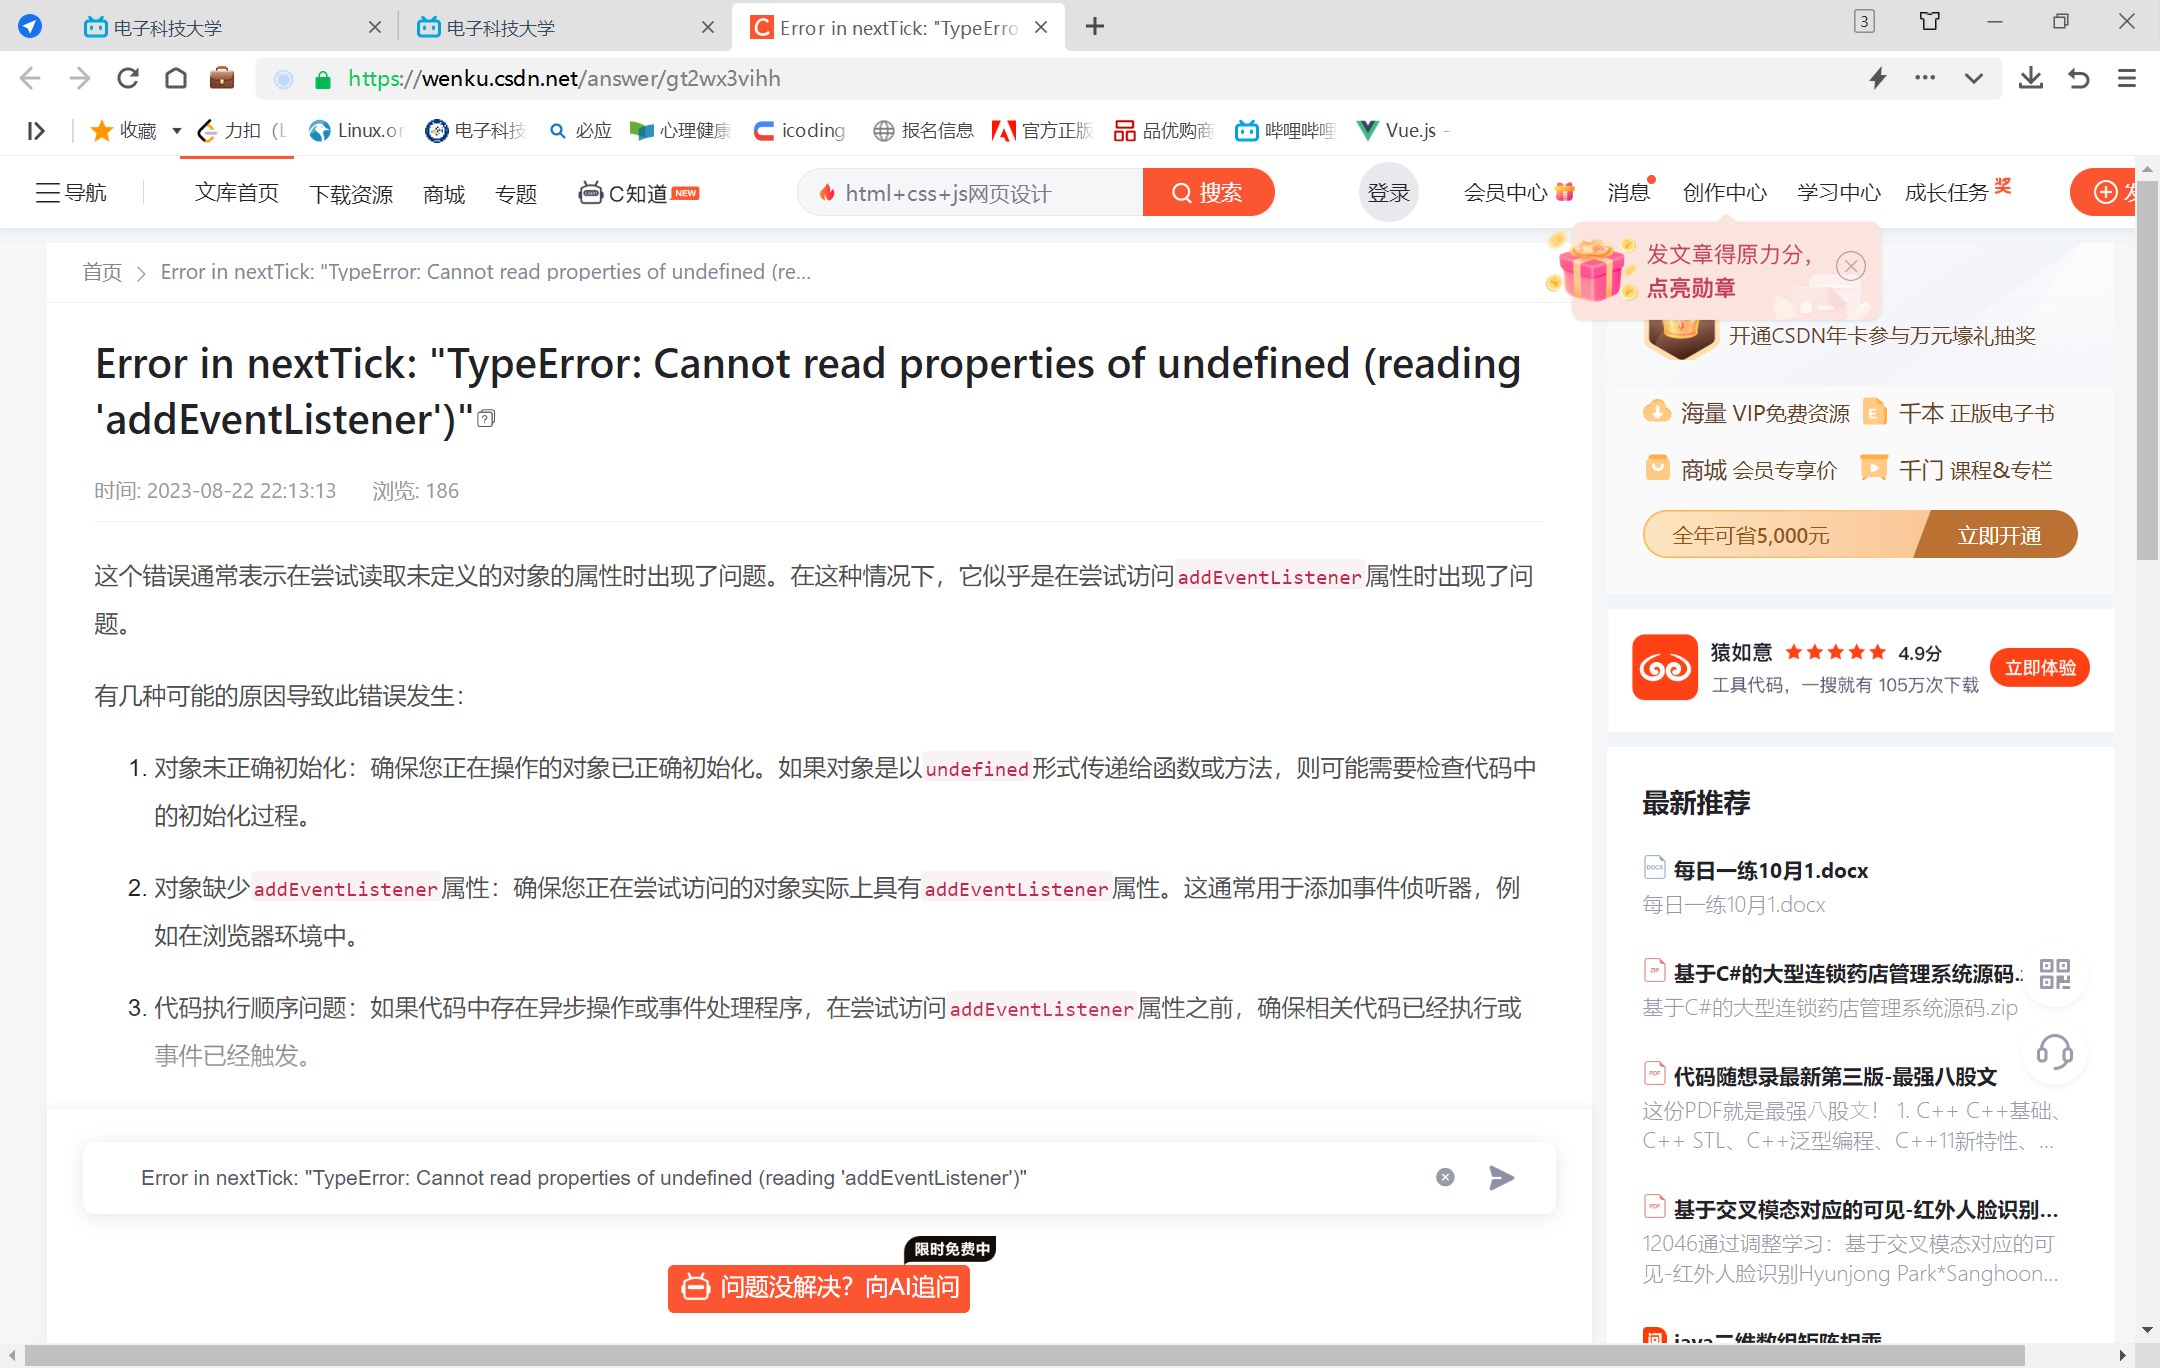 电子科技大学
电子科技大学
Error in nextTick: "TypeErro
3
https://wenku.csdn.net/answer/gt2wx3vihh
收藏
力扣（L
Linux.or
电子科技
必应
心理健康
icoding
报名信息
官方正版
品优购商
哔哩哔哩
Vue.js -
导航
文库首页
下载资源
商城
专题
C知道 NEW
html+css+js网页设计
搜索
登录
会员中心
消息
创作中心
学习中心
成长任务 奖
发文章得原力分，
点亮勋章
首页 > Error in nextTick: "TypeError: Cannot read properties of undefined (re...
Error in nextTick: "TypeError: Cannot read properties of undefined (reading
'addEventListener')"
时间: 2023-08-22 22:13:13 浏览: 186
这个错误通常表示在尝试读取未定义的对象的属性时出现了问题。在这种情况下，它似乎是在尝试访问addEventListener属性时出现了问
题。
有几种可能的原因导致此错误发生：
1. 对象未正确初始化：确保您正在操作的对象已正确初始化。如果对象是以undefined形式传递给函数或方法，则可能需要检查代码中
的初始化过程。
2. 对象缺少addEventListener属性：确保您正在尝试访问的对象实际上具有addEventListener属性。这通常用于添加事件侦听器，例
如在浏览器环境中。
3. 代码执行顺序问题：如果代码中存在异步操作或事件处理程序，在尝试访问addEventListener属性之前，确保相关代码已经执行或
事件已经触发。
Error in nextTick: "TypeError: Cannot read properties of undefined (reading 'addEventListener')"
限时免费中
问题没解决？向AI追问
开通CSDN年卡参与万元壕礼抽奖
海量 VIP免费资源
千本 正版电子书
商城 会员专享价
千门 课程&专栏
全年可省5,000元
立即开通
猿如意 4.9分
工具代码，一搜就有 105万次下载
立即体验
最新推荐
每日一练10月1.docx
每日一练10月1.docx
基于C#的大型连锁药店管理系统源码.z
基于C#的大型连锁药店管理系统源码.zip
代码随想录最新第三版-最强八股文
这份PDF就是最强八股文！ 1. C++ C++基础、
C++ STL、C++泛型编程、C++11新特性、...
基于交叉模态对应的可见-红外人脸识别...
12046通过调整学习：基于交叉模态对应的可
见-红外人脸识别Hyunjong Park*Sanghoon...
java二维数组矩阵相乘